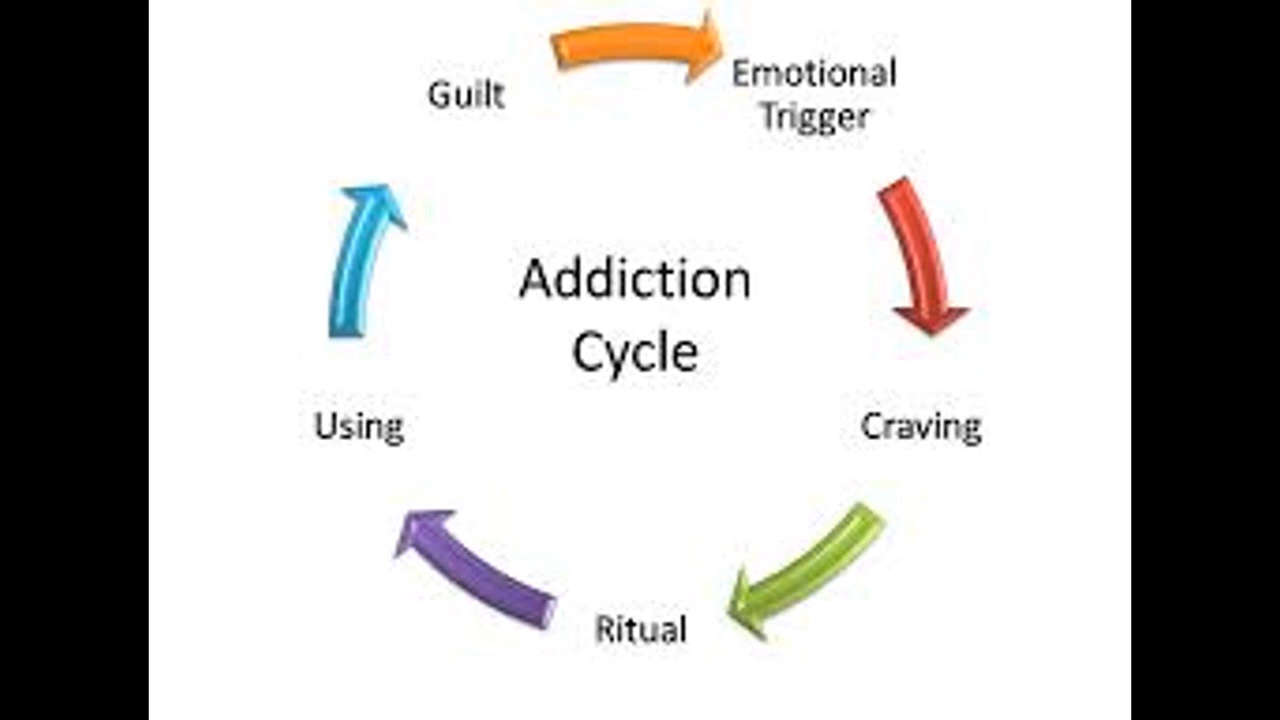 Guilt
Emotional
Trigger
Addiction
Cycle
Using
Craving
Ritual